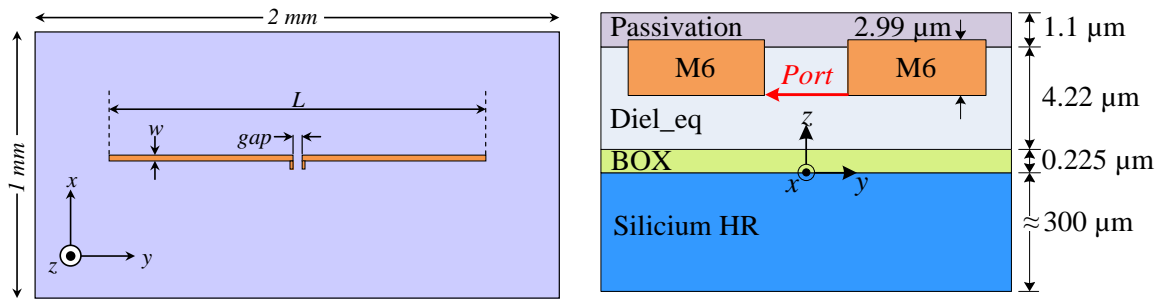 2 mm
1 mm
L
w
gap
x
z
y
Passivation
2.99 µm
1.1 µm
M6
Port
M6
4.22 µm
Diel_eq
z
BOX
0.225 µm
x
y
Silicium HR
≈ 300 µm